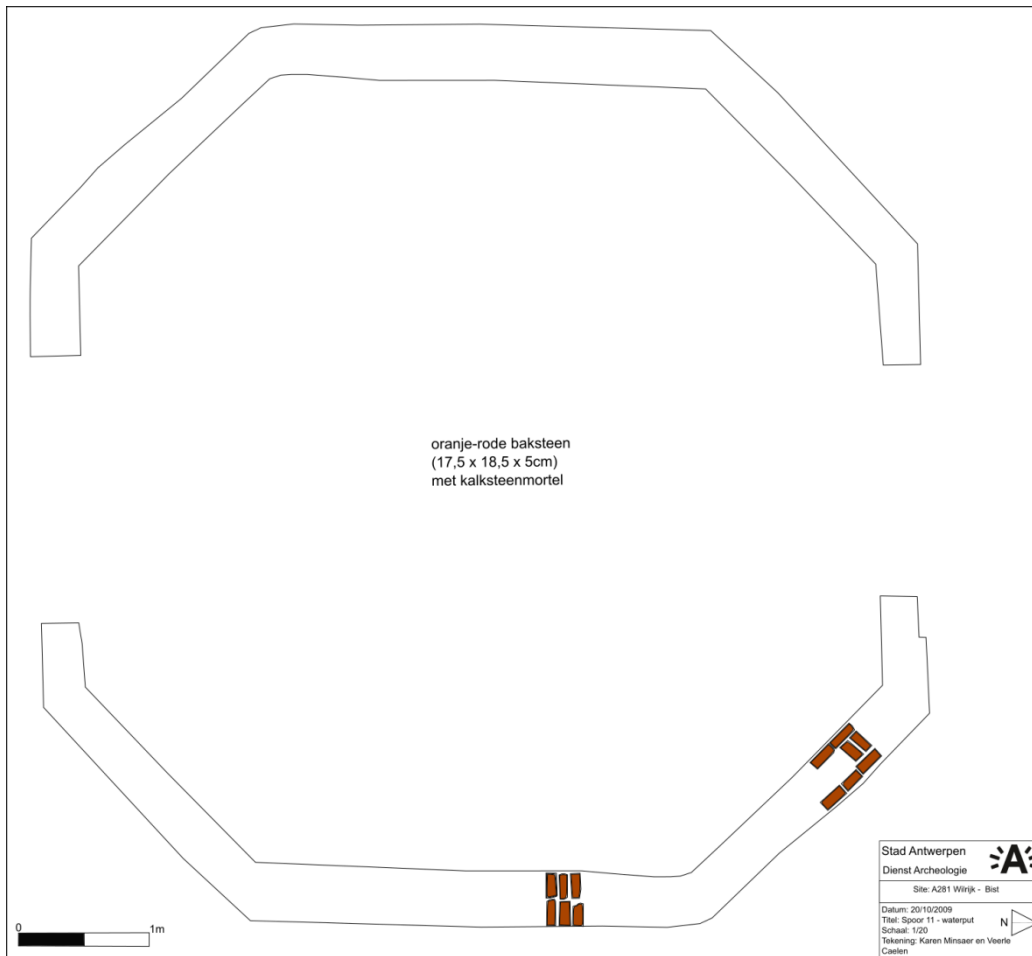 oranje-rode baksteen
(17,5 x 18,5 x 5cm)
met kalksteenmortel
0 1m
Stad Antwerpen
Dienst Archeologie
A
Site: A281 Wilrijk - Bist
Datum: 20/10/2009
Titel: Spoor 11 - waterput
Schaal: 1/20
N
Tekening: Karen Minsaer en Veerle
Caelen